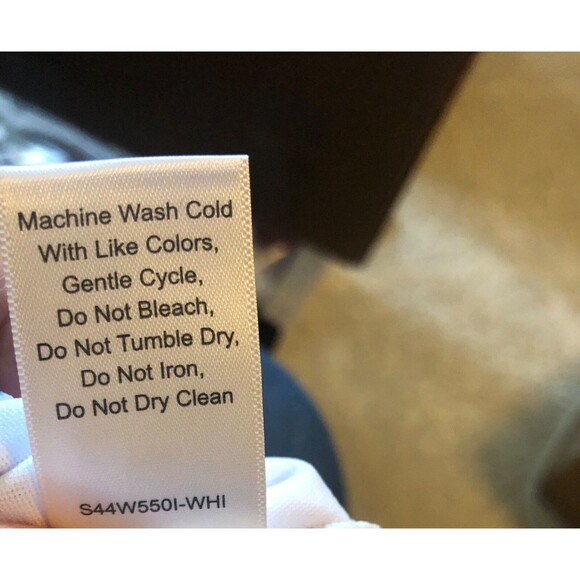 Machine Wash Cold
With Like Colors,
Gentle Cycle,
Do Not Bleach,
Do Not Tumble Dry,
Do Not Iron,
Do Not Dry Clean
S44W550I-WHI